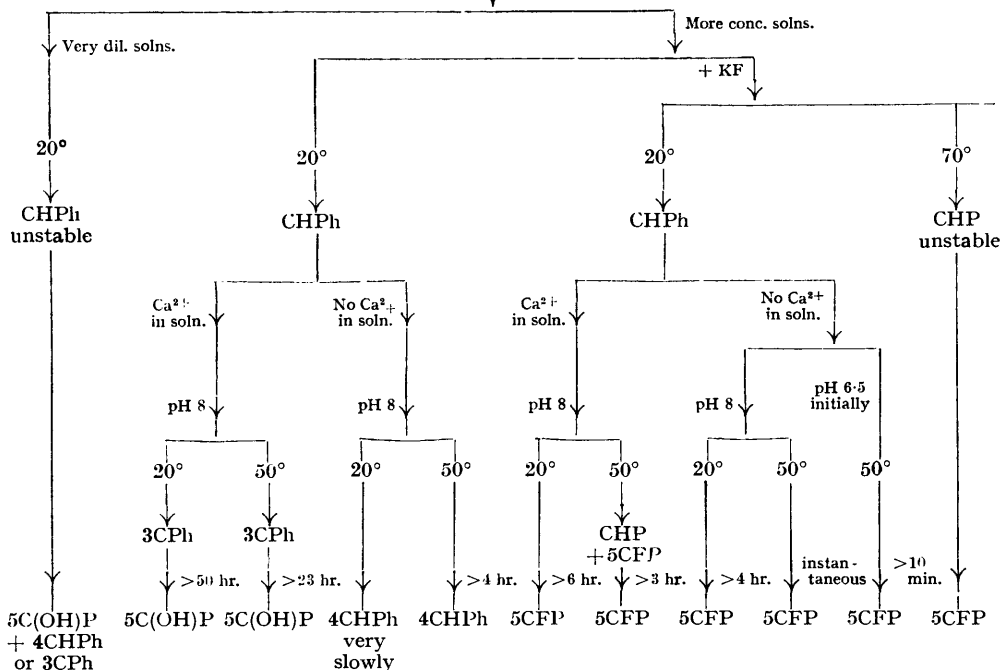 Very dil. solns.
More conc. solns.
+ KF
20°
20°
20°
70°
CHPh
unstable
CHPh
CHPh
CHP
unstable
Ca²⁺
in soln.
No Ca²⁺
in soln.
Ca²⁺
in soln.
No Ca²⁺
in soln.
pH 8
pH 8
pH 8
pH 8
pH 6·5
initially
20°
50°
20°
50°
20°
50°
20°
50°
50°
3CPh
3CPh
CHP
+ 5CFP
>50 hr.
>23 hr.
>4 hr.
>6 hr.
>3 hr.
>4 hr.
instan-
taneous
>10
min.
5C(OH)P
+ 4CHPh
or 3CPh
5C(OH)P
5C(OH)P
4CHPh
very
slowly
4CHPh
5CFP
5CFP
5CFP
5CFP
5CFP
5CFP